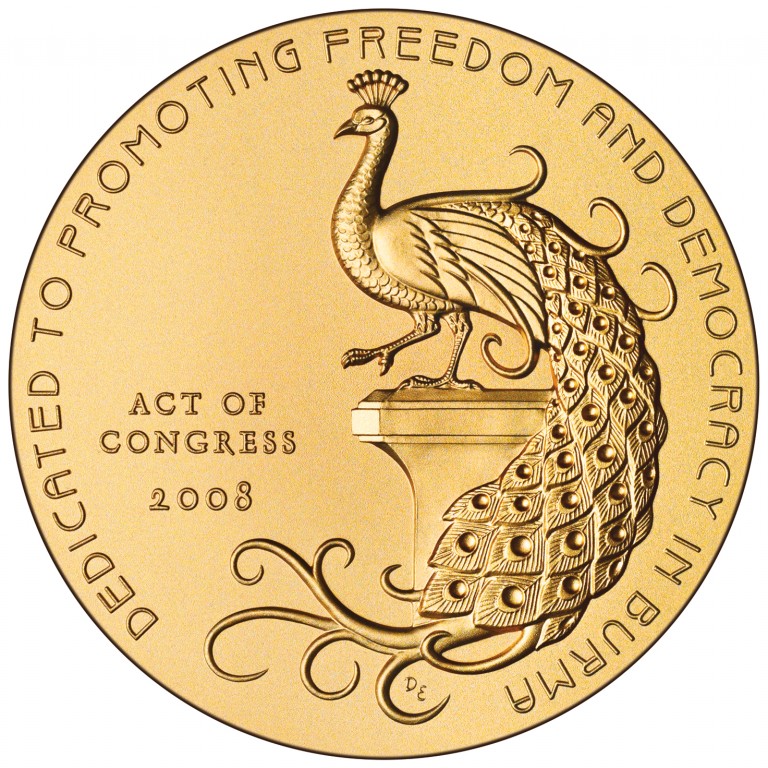 DEDICATED TO PROMOTING FREEDOM AND DEMOCRACY IN BURMA
ACT OF
CONGRESS
2008
DE